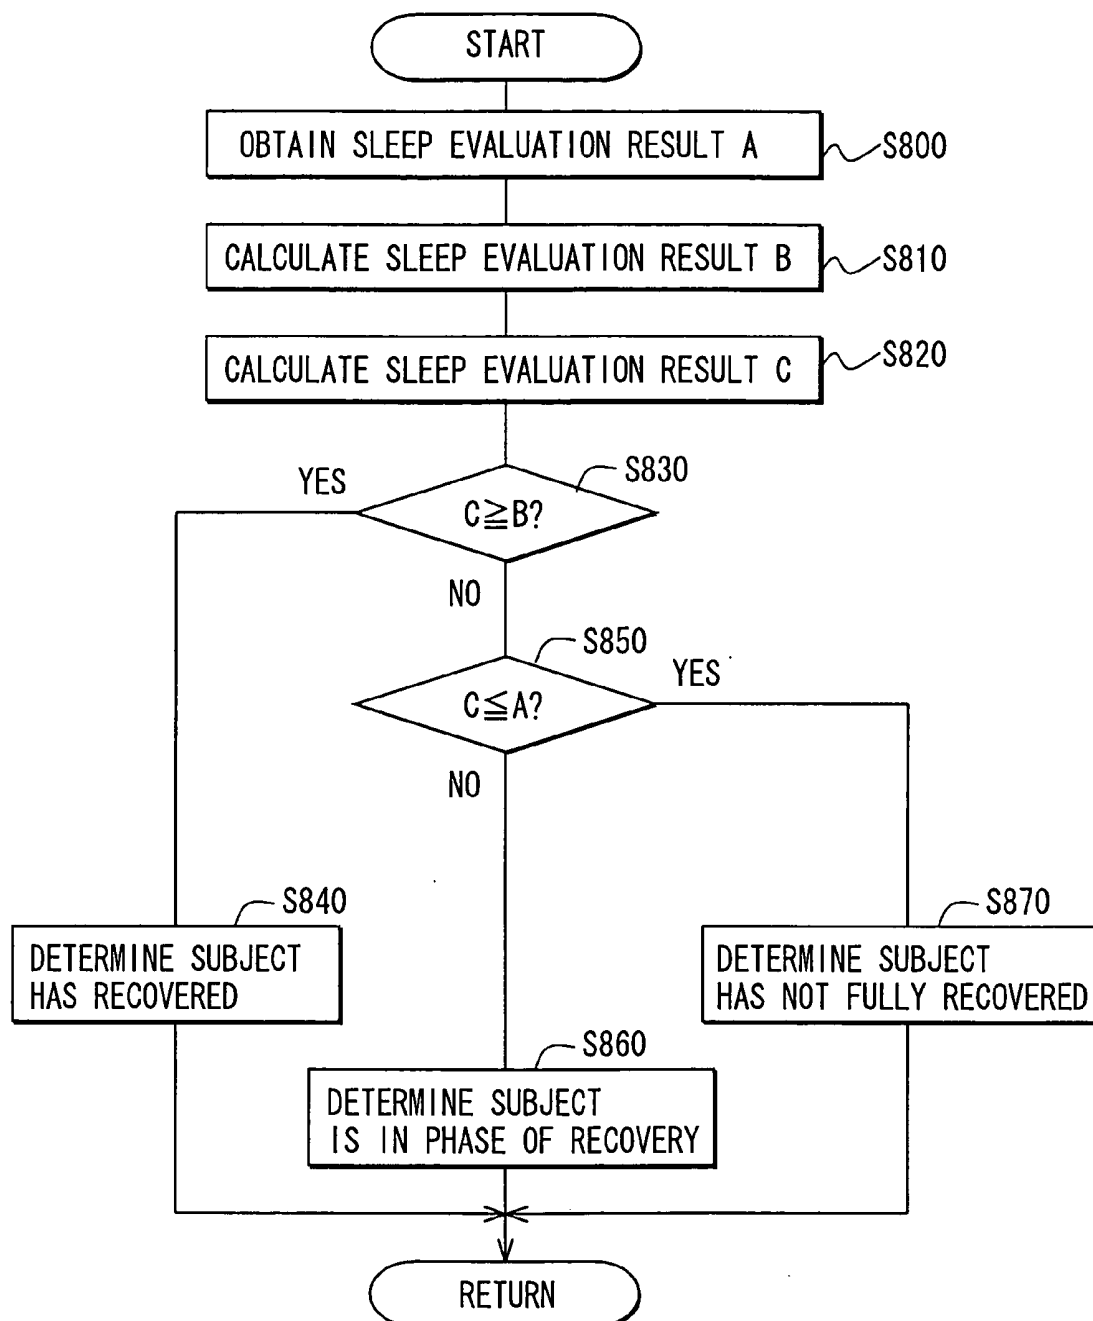 START
OBTAIN SLEEP EVALUATION RESULT A
S800
CALCULATE SLEEP EVALUATION RESULT B
S810
CALCULATE SLEEP EVALUATION RESULT C
S820
S830
YES
C≧B?
NO
S850
YES
C≦A?
NO
S840
DETERMINE SUBJECT
HAS RECOVERED
S870
DETERMINE SUBJECT
HAS NOT FULLY RECOVERED
S860
DETERMINE SUBJECT
IS IN PHASE OF RECOVERY
RETURN